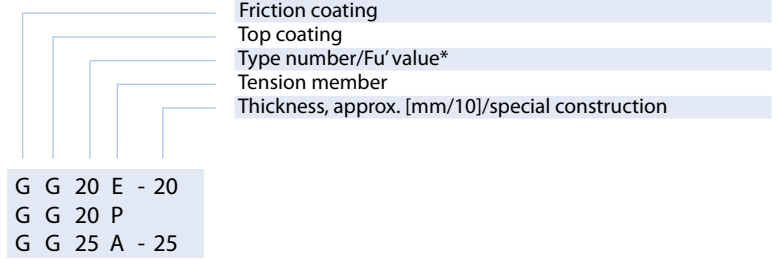 Friction coating
Top coating
Type number/Fu’ value*
Tension member
Thickness, approx. [mm/10]/special construction
G G 20 E - 20
G G 20 P
G G 25 A - 25